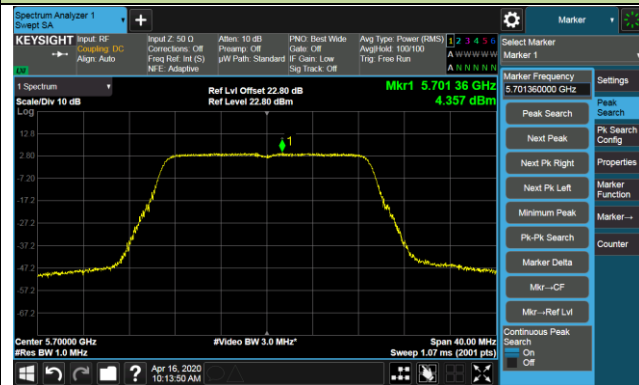 Spectrum Analyzer 1
Swept SA
Marker
KEYSIGHT
Input: RF
Coupling: DC
Align: Auto
Input Z: 50 Ω
Corrections: Off
Freq Ref: Int (S)
NFE: Adaptive
Atten: 10 dB
Preamp: Off
µW Path: Standard
PNO: Best Wide
Gate: Off
IF Gain: Low
Sig Track: Off
Avg Type: Power (RMS)
Avg|Hold: 100/100
Trig: Free Run
1 2 3 4 5 6
A W W W W W
A N N N N N
Select Marker
Marker 1
1 Spectrum
Scale/Div 10 dB
Log
Ref Lvl Offset 22.80 dB
Ref Level 22.80 dBm
Mkr1 5.701 36 GHz
4.357 dBm
12.8
2.80
-7.20
-17.2
-27.2
-37.2
-47.2
-57.2
-67.2
1
Center 5.70000 GHz
#Res BW 1.0 MHz
#Video BW 3.0 MHz*
Span 40.00 MHz
Sweep 1.07 ms (2001 pts)
Marker Frequency
5.701360000 GHz
Peak Search
Next Peak
Next Pk Right
Next Pk Left
Minimum Peak
Pk-Pk Search
Marker Delta
Mkr→CF
Mkr→Ref Lvl
Continuous Peak
Search
On
Off
Settings
Peak
Search
Pk Search
Config
Properties
Marker
Function
Marker→
Counter
Apr 16, 2020
10:13:50 AM